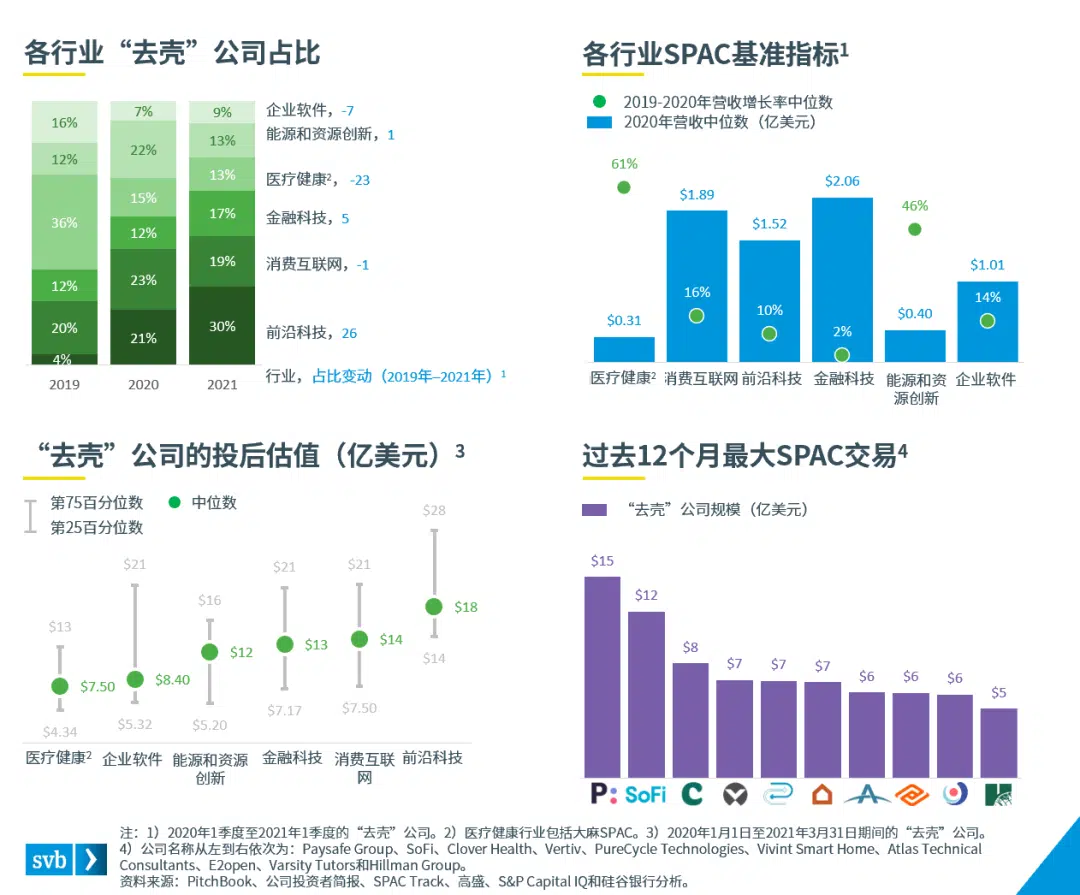 各行业“去壳”公司占比
16%
12%
36%
12%
20%
4%
2019
7%
22%
15%
12%
23%
21%
2020
9%
13%
13%
17%
19%
30%
2021
企业软件，-7
能源和资源创新，1
医疗健康2，-23
金融科技，5
消费互联网，-1
前沿科技，26
行业，占比变动（2019年–2021年）1
各行业SPAC基准指标1
2019-2020年营收增长率中位数
2020年营收中位数（亿美元）
61%
$0.31
医疗健康2
$1.89
16%
消费互联网
$1.52
10%
前沿科技
$2.06
2%
金融科技
46%
$0.40
能源和资
源创新
$1.01
14%
企业软件
“去壳”公司的投后估值（亿美元）3
第75百分位数
第25百分位数
中位数
$13
$7.50
$4.34
医疗健康2
$21
$8.40
$5.32
企业软件
$16
$12
$5.20
能源和资源
创新
$21
$13
$7.17
金融科技
$21
$14
$7.50
消费互联
网
$28
$18
$14
前沿科技
过去12个月最大SPAC交易4
“去壳”公司规模（亿美元）
$15
$12
$8
$7
$7
$7
$6
$6
$6
$5
P:
SoFi
C
svb
注：1）2020年1季度至2021年1季度的“去壳”公司。2）医疗健康行业包括大麻SPAC。3）2020年1月1日至2021年3月31日期间的“去壳”公司。
4）公司名称从左到右依次为：Paysafe Group、SoFi、Clover Health、Vertiv、PureCycle Technologies、Vivint Smart Home、Atlas Technical
Consultants、E2open、Varsity Tutors和Hillman Group。
资料来源：PitchBook、公司投资者简报、SPAC Track、高盛、S&P Capital IQ和硅谷银行分析。